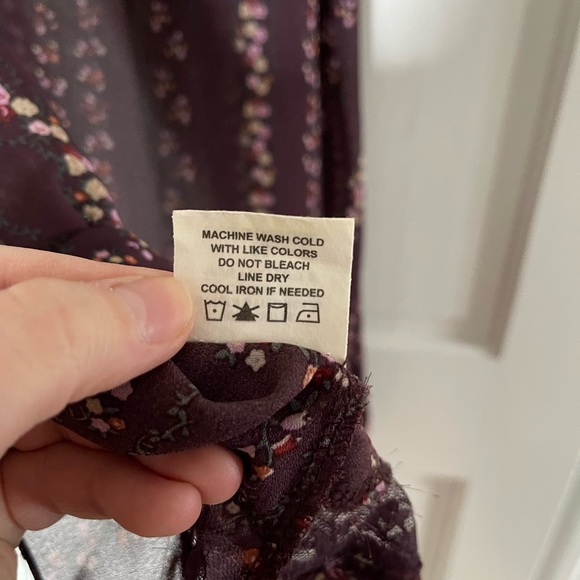 MACHINE WASH COLD
WITH LIKE COLORS
DO NOT BLEACH
LINE DRY
COOL IRON IF NEEDED